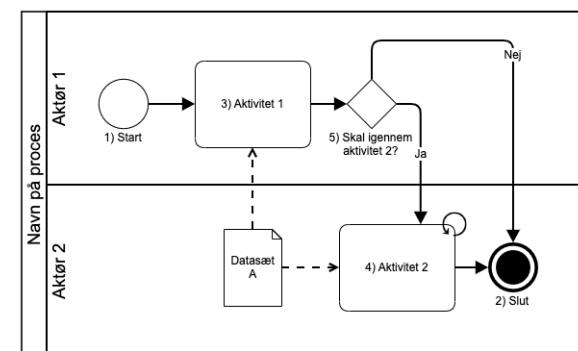 Navn på proces
Aktør 1
1) Start
3) Aktivitet 1
5) Skal igennem
aktivitet 2?
Nej
Ja
Aktør 2
Datasæt
A
4) Aktivitet 2
2) Slut